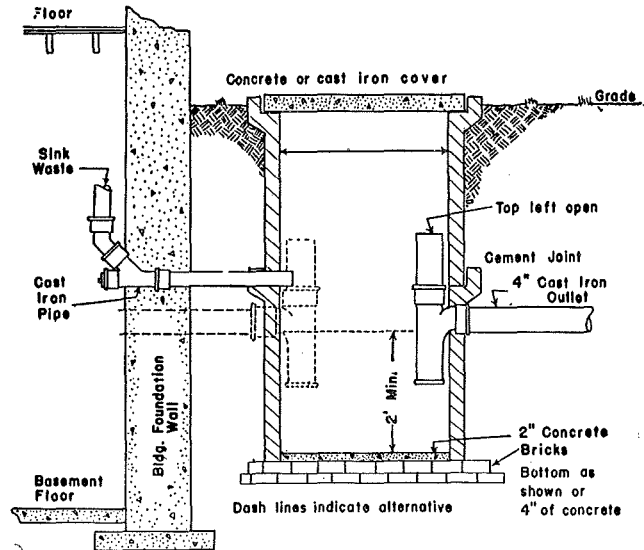 Floor
Concrete or cast iron cover
Grade
Sink
Waste
Top left open
Cast
Iron
Pipe
Cement Joint
4" Cast Iron
Outlet
Bldg. Foundation
Wall
2' Min.
2" Concrete
Bricks
Bottom as
shown or
4" of concrete
Basement
Floor
Dash lines indicate alternative